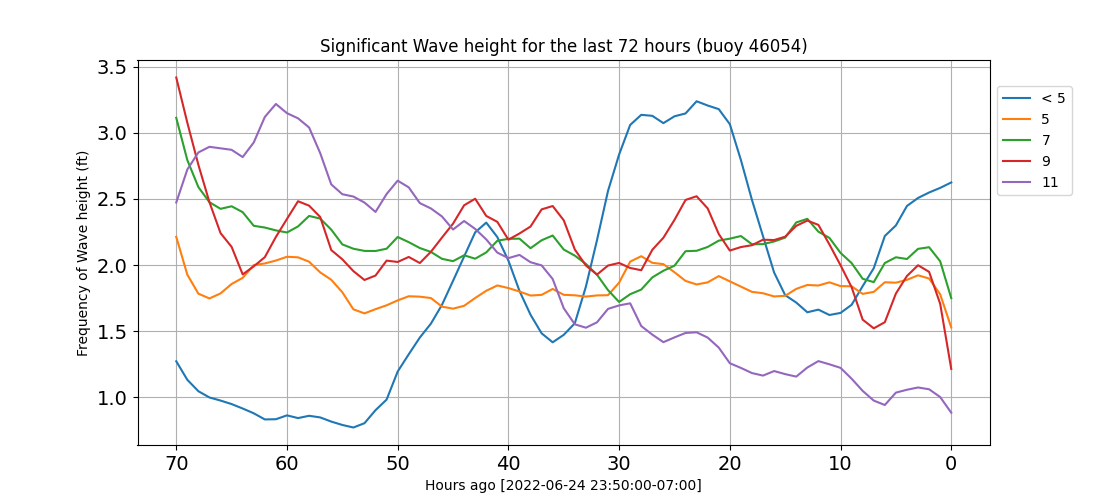 Significant Wave height for the last 72 hours (buoy 46054)
Frequency of Wave height (ft)
3.5
3.0
2.5
2.0
1.5
1.0
70 60 50 40 30 20 10 0
Hours ago [2022-06-24 23:50:00-07:00]
< 5
5
7
9
11